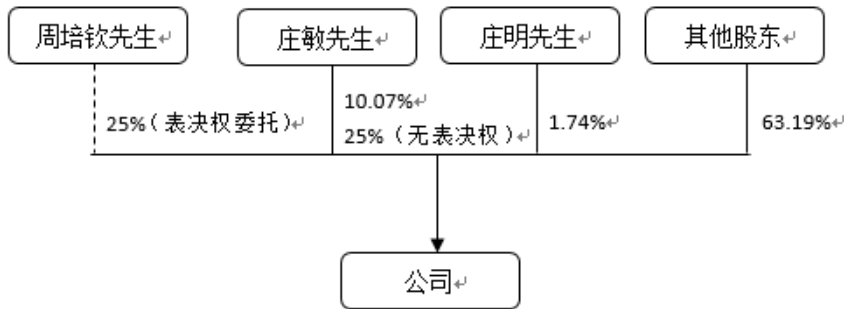 周培钦先生
庄敏先生
庄明先生
其他股东
25%（表决权委托）
10.07%
25%（无表决权）
1.74%
63.19%
公司